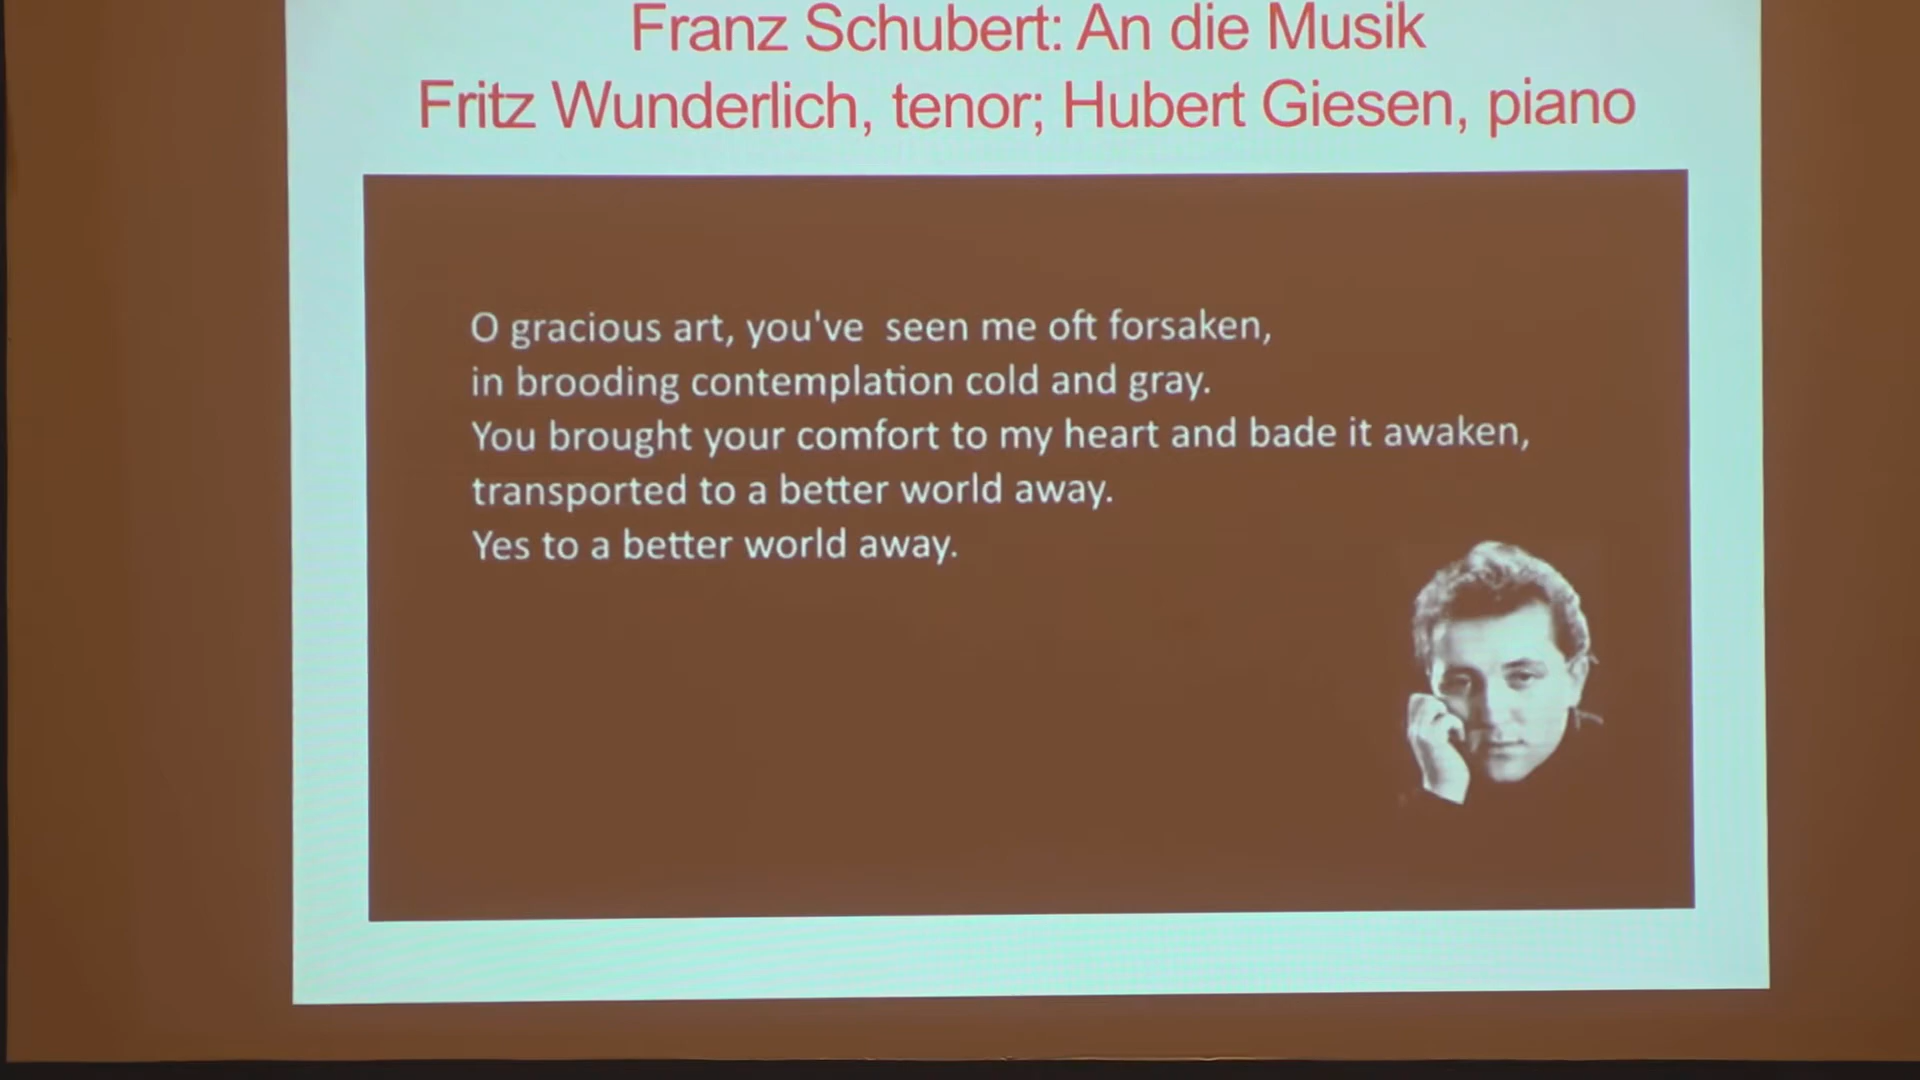 Franz Schubert: An die Musik
Fritz Wunderlich, tenor; Hubert Giesen, piano
O gracious art, you've seen me oft forsaken,
in brooding contemplation cold and gray.
You brought your comfort to my heart and bade it awaken,
transported to a better world away.
Yes to a better world away.